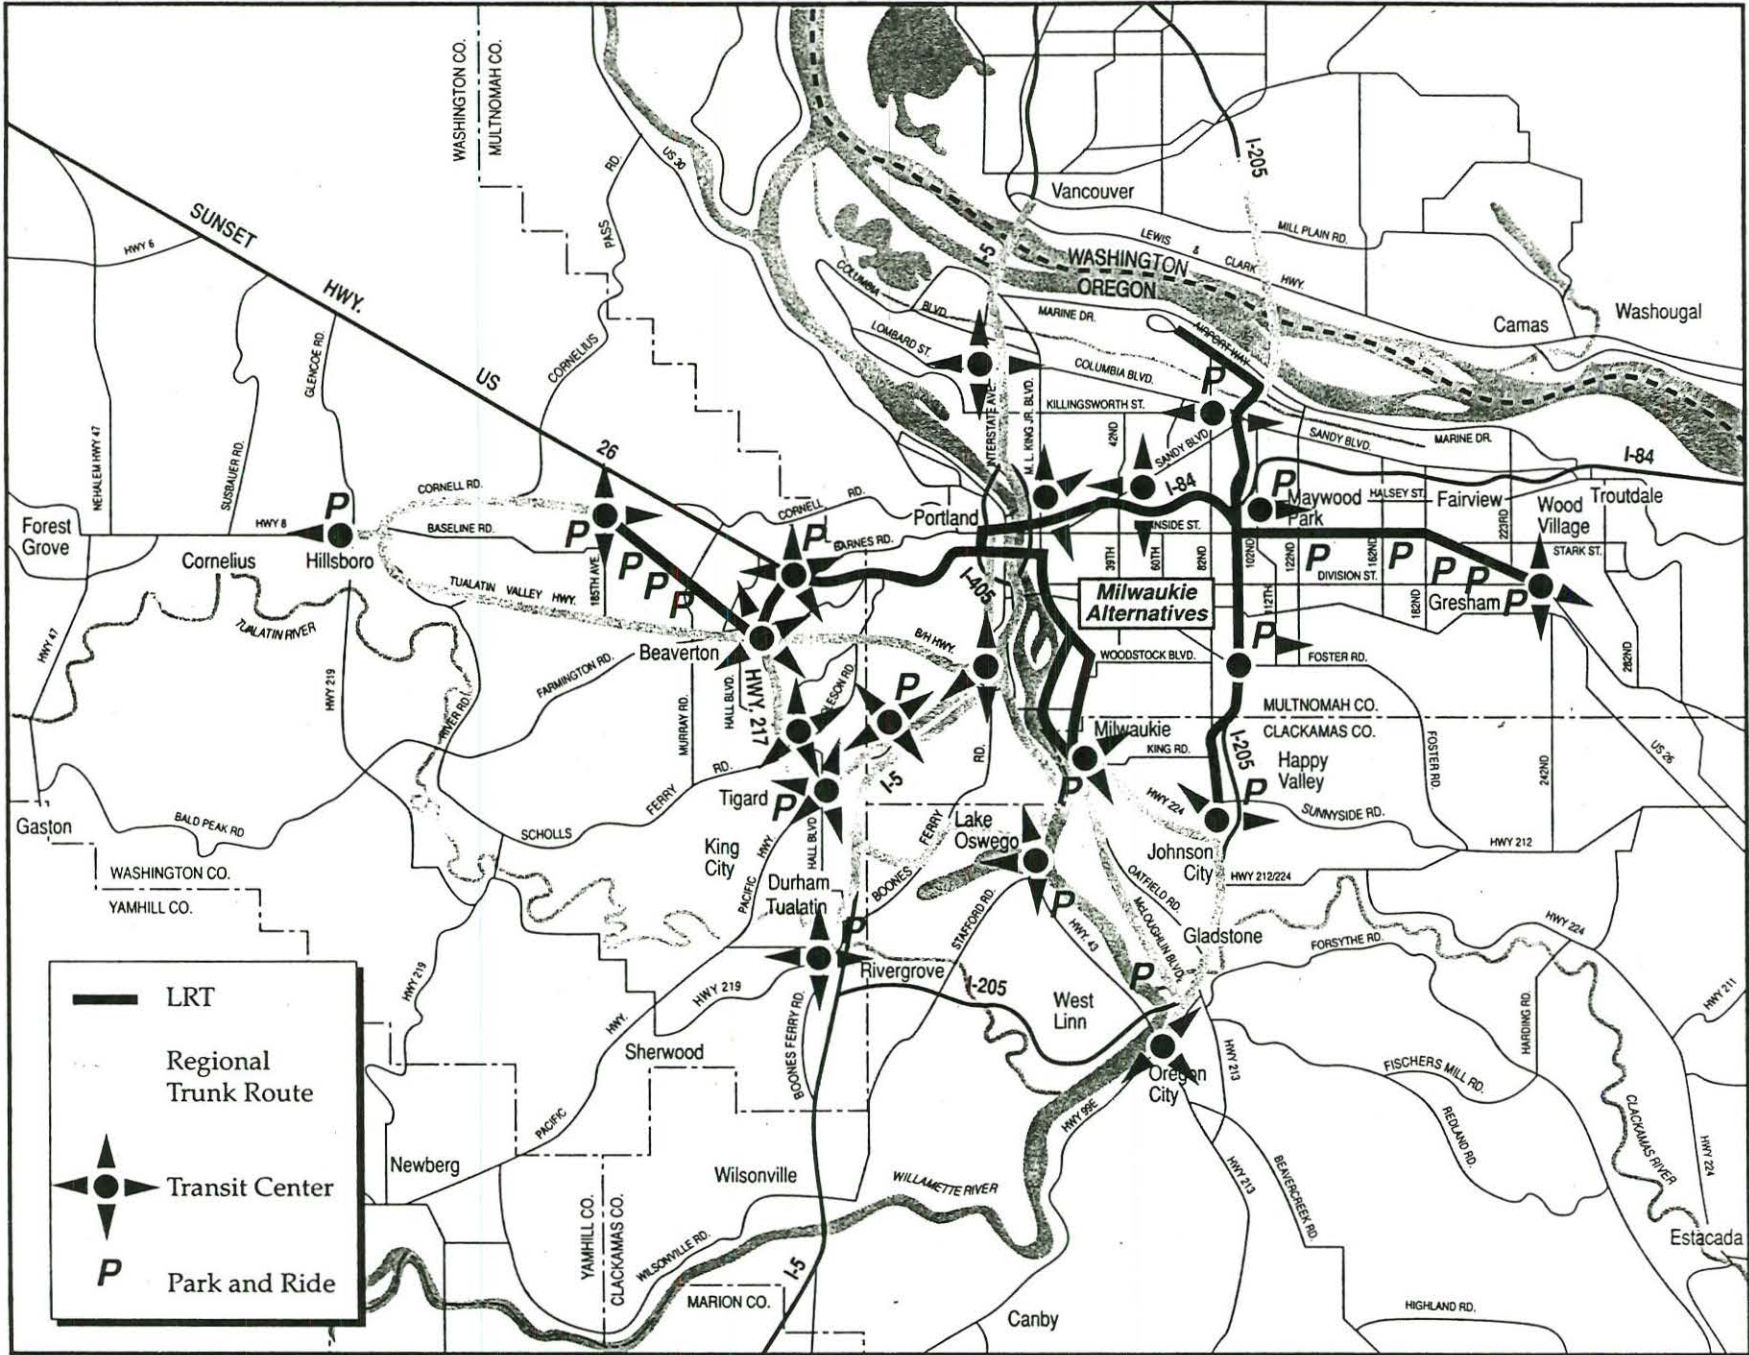 WASHINGTON CO.
MULTNOMAH CO.
US 30
PASS
RD.
I-205
Vancouver
MILL PLAIN RD.
LEWIS & CLARK HWY.
SUNSET
HWY.
US
26
HWY 6
I-5
WASHINGTON
OREGON
COLUMBIA
BLVD.
MARINE DR.
AIRPORT WAY
Camas
Washougal
LOMBARD ST.
COLUMBIA BLVD.
GLENCOE RD.
CORNELIUS
INTERSTATE AVE.
M.L. KING JR. BLVD.
P
KILLINGSWORTH ST.
42ND
SANDY BLVD.
SANDY BLVD.
MARINE DR.
NEHALEM HWY 47
SUSBAUER RD.
I-84
I-84
CORNELL RD.
CORNELL
RD.
P
P
P
Portland
Maywood
Park
HALSEY ST.
Fairview
Wood
Village
Troutdale
223RD
Forest
Grove
HWY 8
Hillsboro
Cornelius
BASELINE RD.
P
BARNES RD.
NSIDE ST.
STARK ST.
39TH
60TH
82ND
102ND
122ND
162ND
P
P
P
P
P
185TH AVE.
P
P
P
DIVISION ST.
Gresham
112TH
182ND
TUALATIN VALLEY HWY.
TUALATIN RIVER
I-405
Milwaukie
Alternatives
HWY 47
Beaverton
B/H HWY.
WOODSTOCK BLVD.
P
FOSTER RD.
282ND
FARMINGTON RD.
HWY 219
RIVER RD.
MURRAY RD.
HALL BLVD.
HWY. 217
OLESON RD.
P
MULTNOMAH CO.
CLACKAMAS CO.
Milwaukie
KING RD.
I-205
Happy
Valley
FOSTER RD.
242ND
US 26
RD.
FERRY
SCHOLLS
RD.
Tigard
P
I-5
P
HWY 224
P
SUNNYSIDE RD.
Gaston
BALD PEAK RD
King
City
HWY.
PACIFIC
HALL BLVD
FERRY
BOONES
Lake
Oswego
Johnson
City
HWY 212
HWY 212/224
WASHINGTON CO.
YAMHILL CO.
Durham
Tualatin
P
STAFFORD RD.
P
HWY. 43
OATFIELD RD.
McLOUGHLIN BLVD.
Gladstone
FORSYTHE RD.
HWY 224
HWY 219
HWY 219
Rivergrove
I-205
P
West
Linn
HWY 211
LRT
Regional
Trunk Route
Transit Center
P Park and Ride
HWY.
PACIFIC
Sherwood
BOONES FERRY RD.
Oregon
City
HWY 99E
HWY 213
HARDING RD.
FISCHERS MILL RD.
REDLAND RD.
CLACKAMAS RIVER
HWY 224
Newberg
Wilsonville
WILLAMETTE RIVER
HWY 213
BEAVERCREEK RD.
Estacada
YAMHILL CO.
CLACKAMAS CO.
WILSONVILLE RD.
MARION CO.
I-5
Canby
HIGHLAND RD.